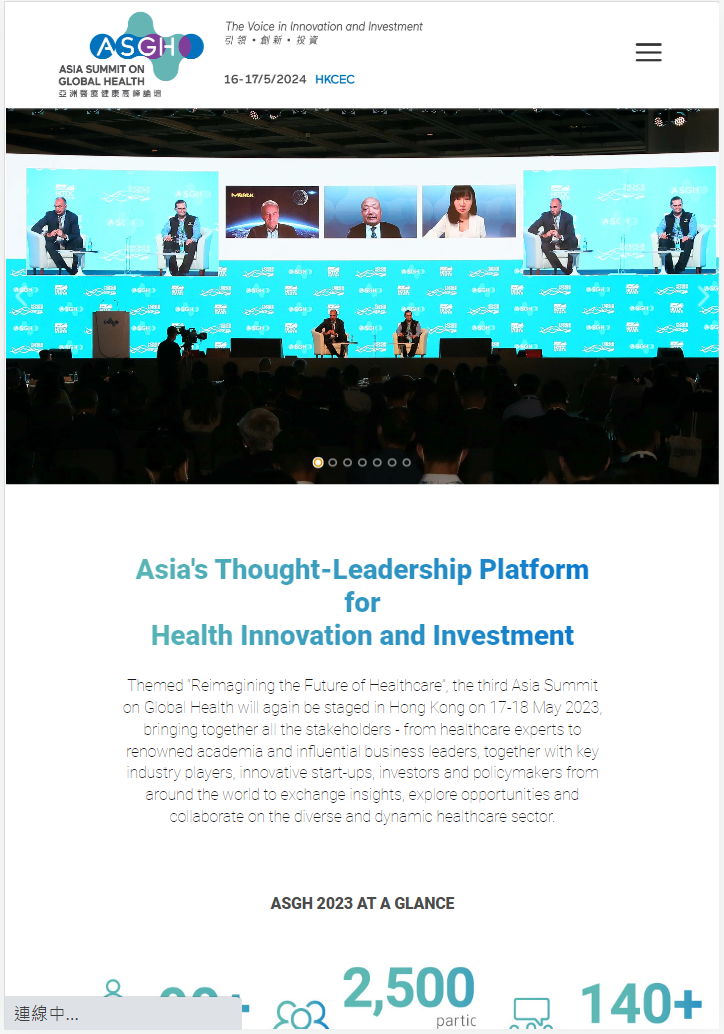 The Voice in Innovation and Investment
引領 • 創新 • 投資
ASGH
ASIA SUMMIT ON
GLOBAL HEALTH
亞洲醫療健康高峰論壇
16-17/5/2024 HKCEC
ASGH
Asia's Thought-Leadership Platform
for
Health Innovation and Investment
Themed "Reimagining the Future of Healthcare", the third Asia Summit
on Global Health will again be staged in Hong Kong on 17-18 May 2023,
bringing together all the stakeholders - from healthcare experts to
renowned academia and influential business leaders, together with key
industry players, innovative start-ups, investors and policymakers from
around the world to exchange insights, explore opportunities and
collaborate on the diverse and dynamic healthcare sector.
ASGH 2023 AT A GLANCE
2,500
partic
140+
連線中...